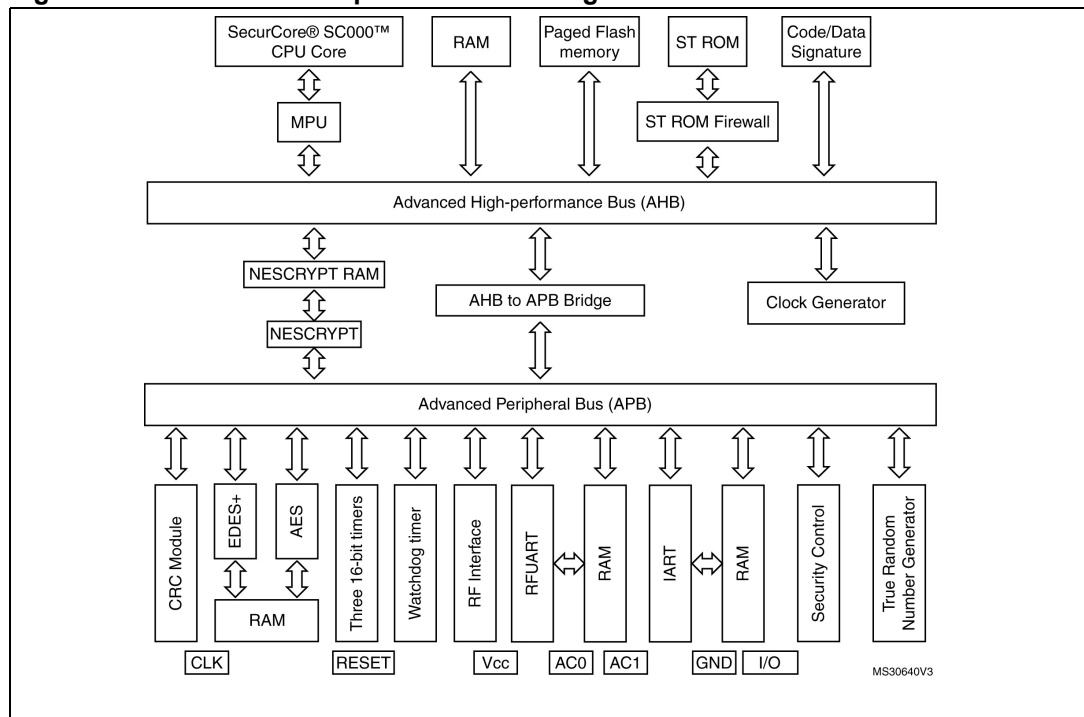 SecurCore® SC000™
CPU Core
RAM
Paged Flash
memory
ST ROM
Code/Data
Signature
MPU
ST ROM Firewall
Advanced High-performance Bus (AHB)
NESCRYPT RAM
AHB to APB Bridge
Clock Generator
NESCRYPT
Advanced Peripheral Bus (APB)
CRC Module
EDES+
AES
RAM
Three 16-bit timers
Watchdog timer
RF Interface
RFUART
RAM
IART
RAM
Security Control
True Random
Number Generator
CLK
RESET
Vcc
AC0
AC1
GND
I/O
MS30640V3